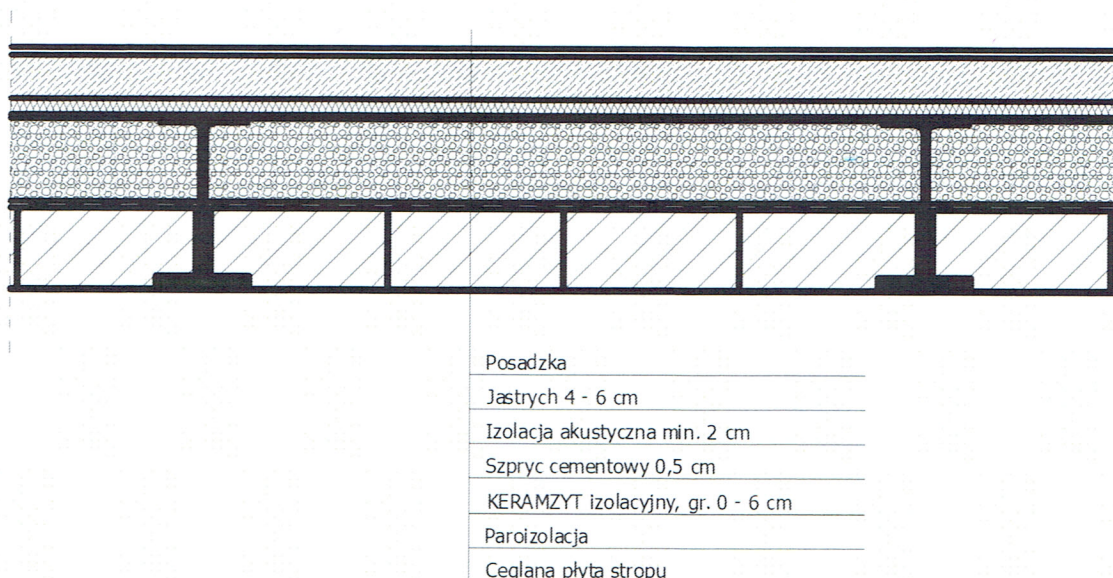 Posadzka
Jastrych 4 - 6 cm
Izolacja akustyczna min. 2 cm
Szpryc cementowy 0,5 cm
KERAMZYT izolacyjny, gr. 0 - 6 cm
Paroizolacja
Ceglana płyta stropu